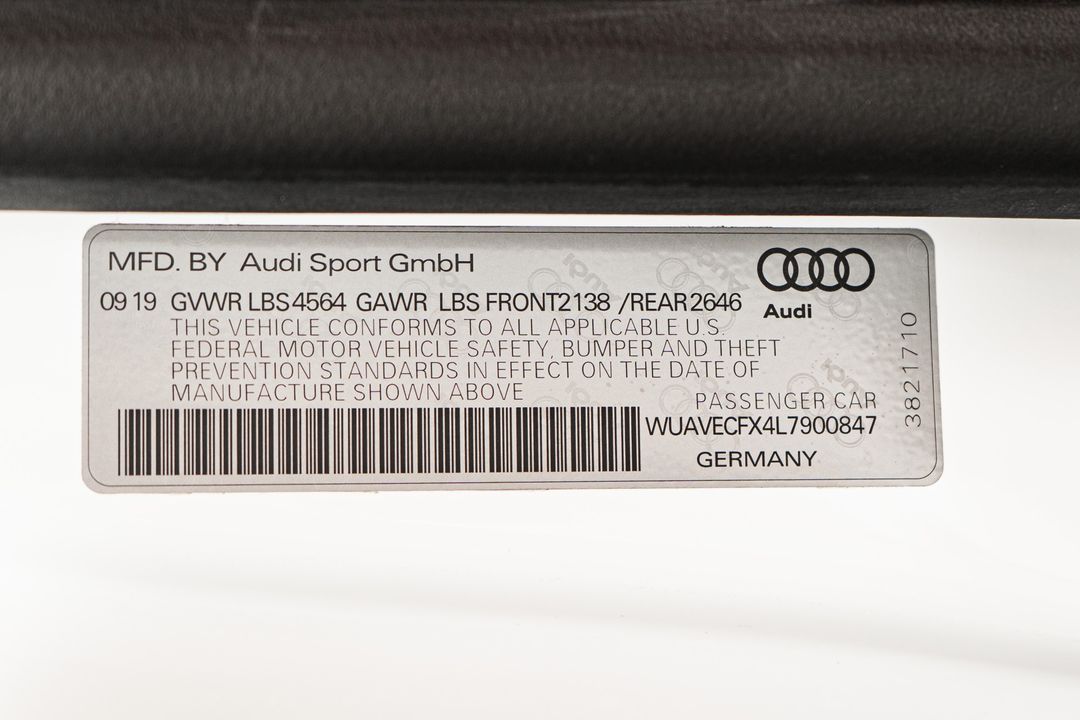 MFD. BY Audi Sport GmbH
09 19 GVWR LBS 4564 GAWR LBS FRONT 2138 /REAR 2646
Audi
THIS VEHICLE CONFORMS TO ALL APPLICABLE U.S.
FEDERAL MOTOR VEHICLE SAFETY, BUMPER AND THEFT
PREVENTION STANDARDS IN EFFECT ON THE DATE OF
MANUFACTURE SHOWN ABOVE
PASSENGER CAR
WUAVECFX4L7900847
GERMANY
3821710